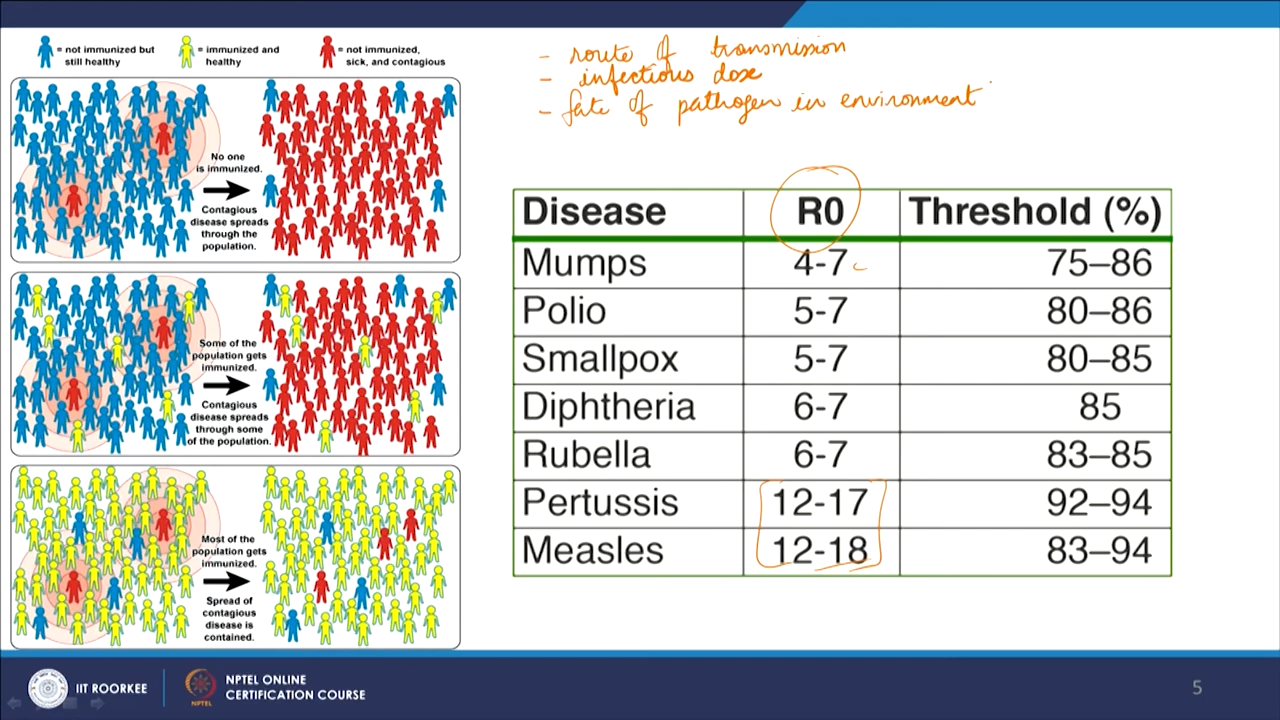 = not immunized but
still healthy
= immunized and
healthy
= not immunized,
sick, and contagious
No one
is immunized.
Contagious
disease spreads
through the
population.
Some of the
population gets
immunized.
Contagious
disease spreads
through some
of the population.
Most of the
population gets
immunized.
Spread of
contagious
disease is
contained.
- route of transmission
- infectious dose
- fate of pathogen in environment
Disease R0 Threshold (%)
Mumps 4-7 75–86
Polio 5-7 80–86
Smallpox 5-7 80–85
Diphtheria 6-7 85
Rubella 6-7 83–85
Pertussis 12-17 92–94
Measles 12-18 83–94
IIT ROORKEE
NPTEL
NPTEL ONLINE
CERTIFICATION COURSE
5